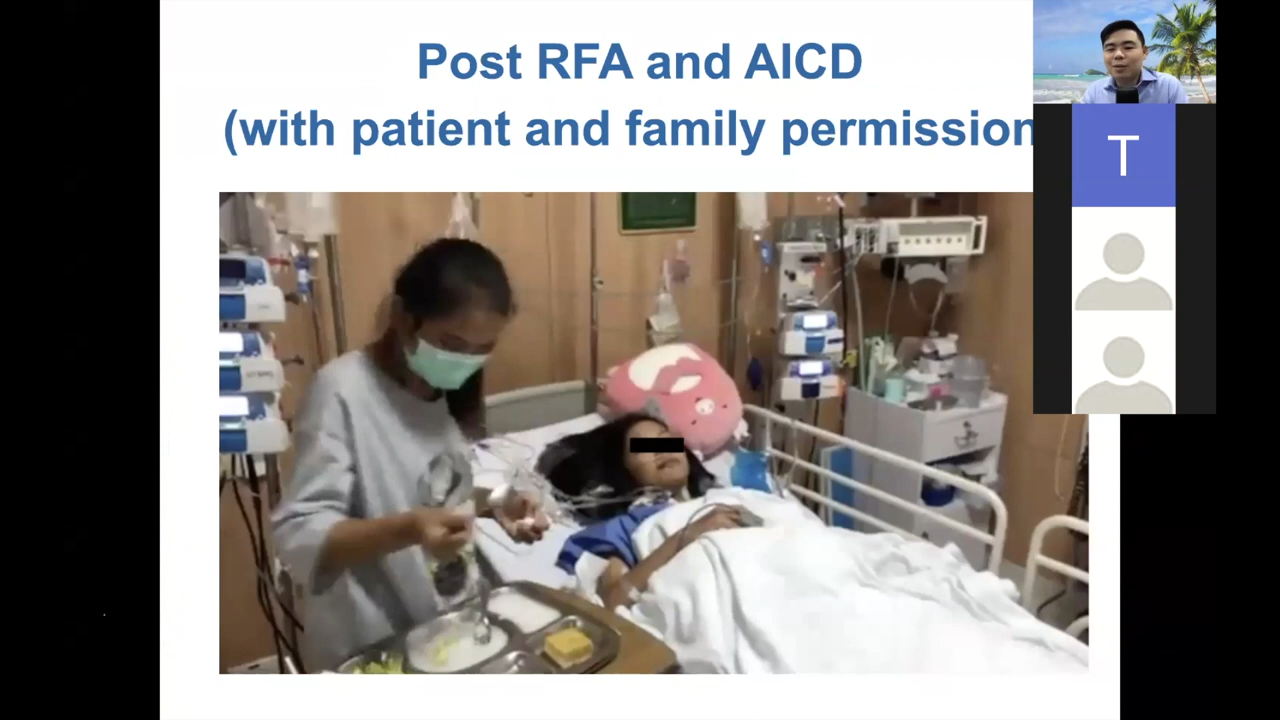 Post RFA and AICD
(with patient and family permission
T